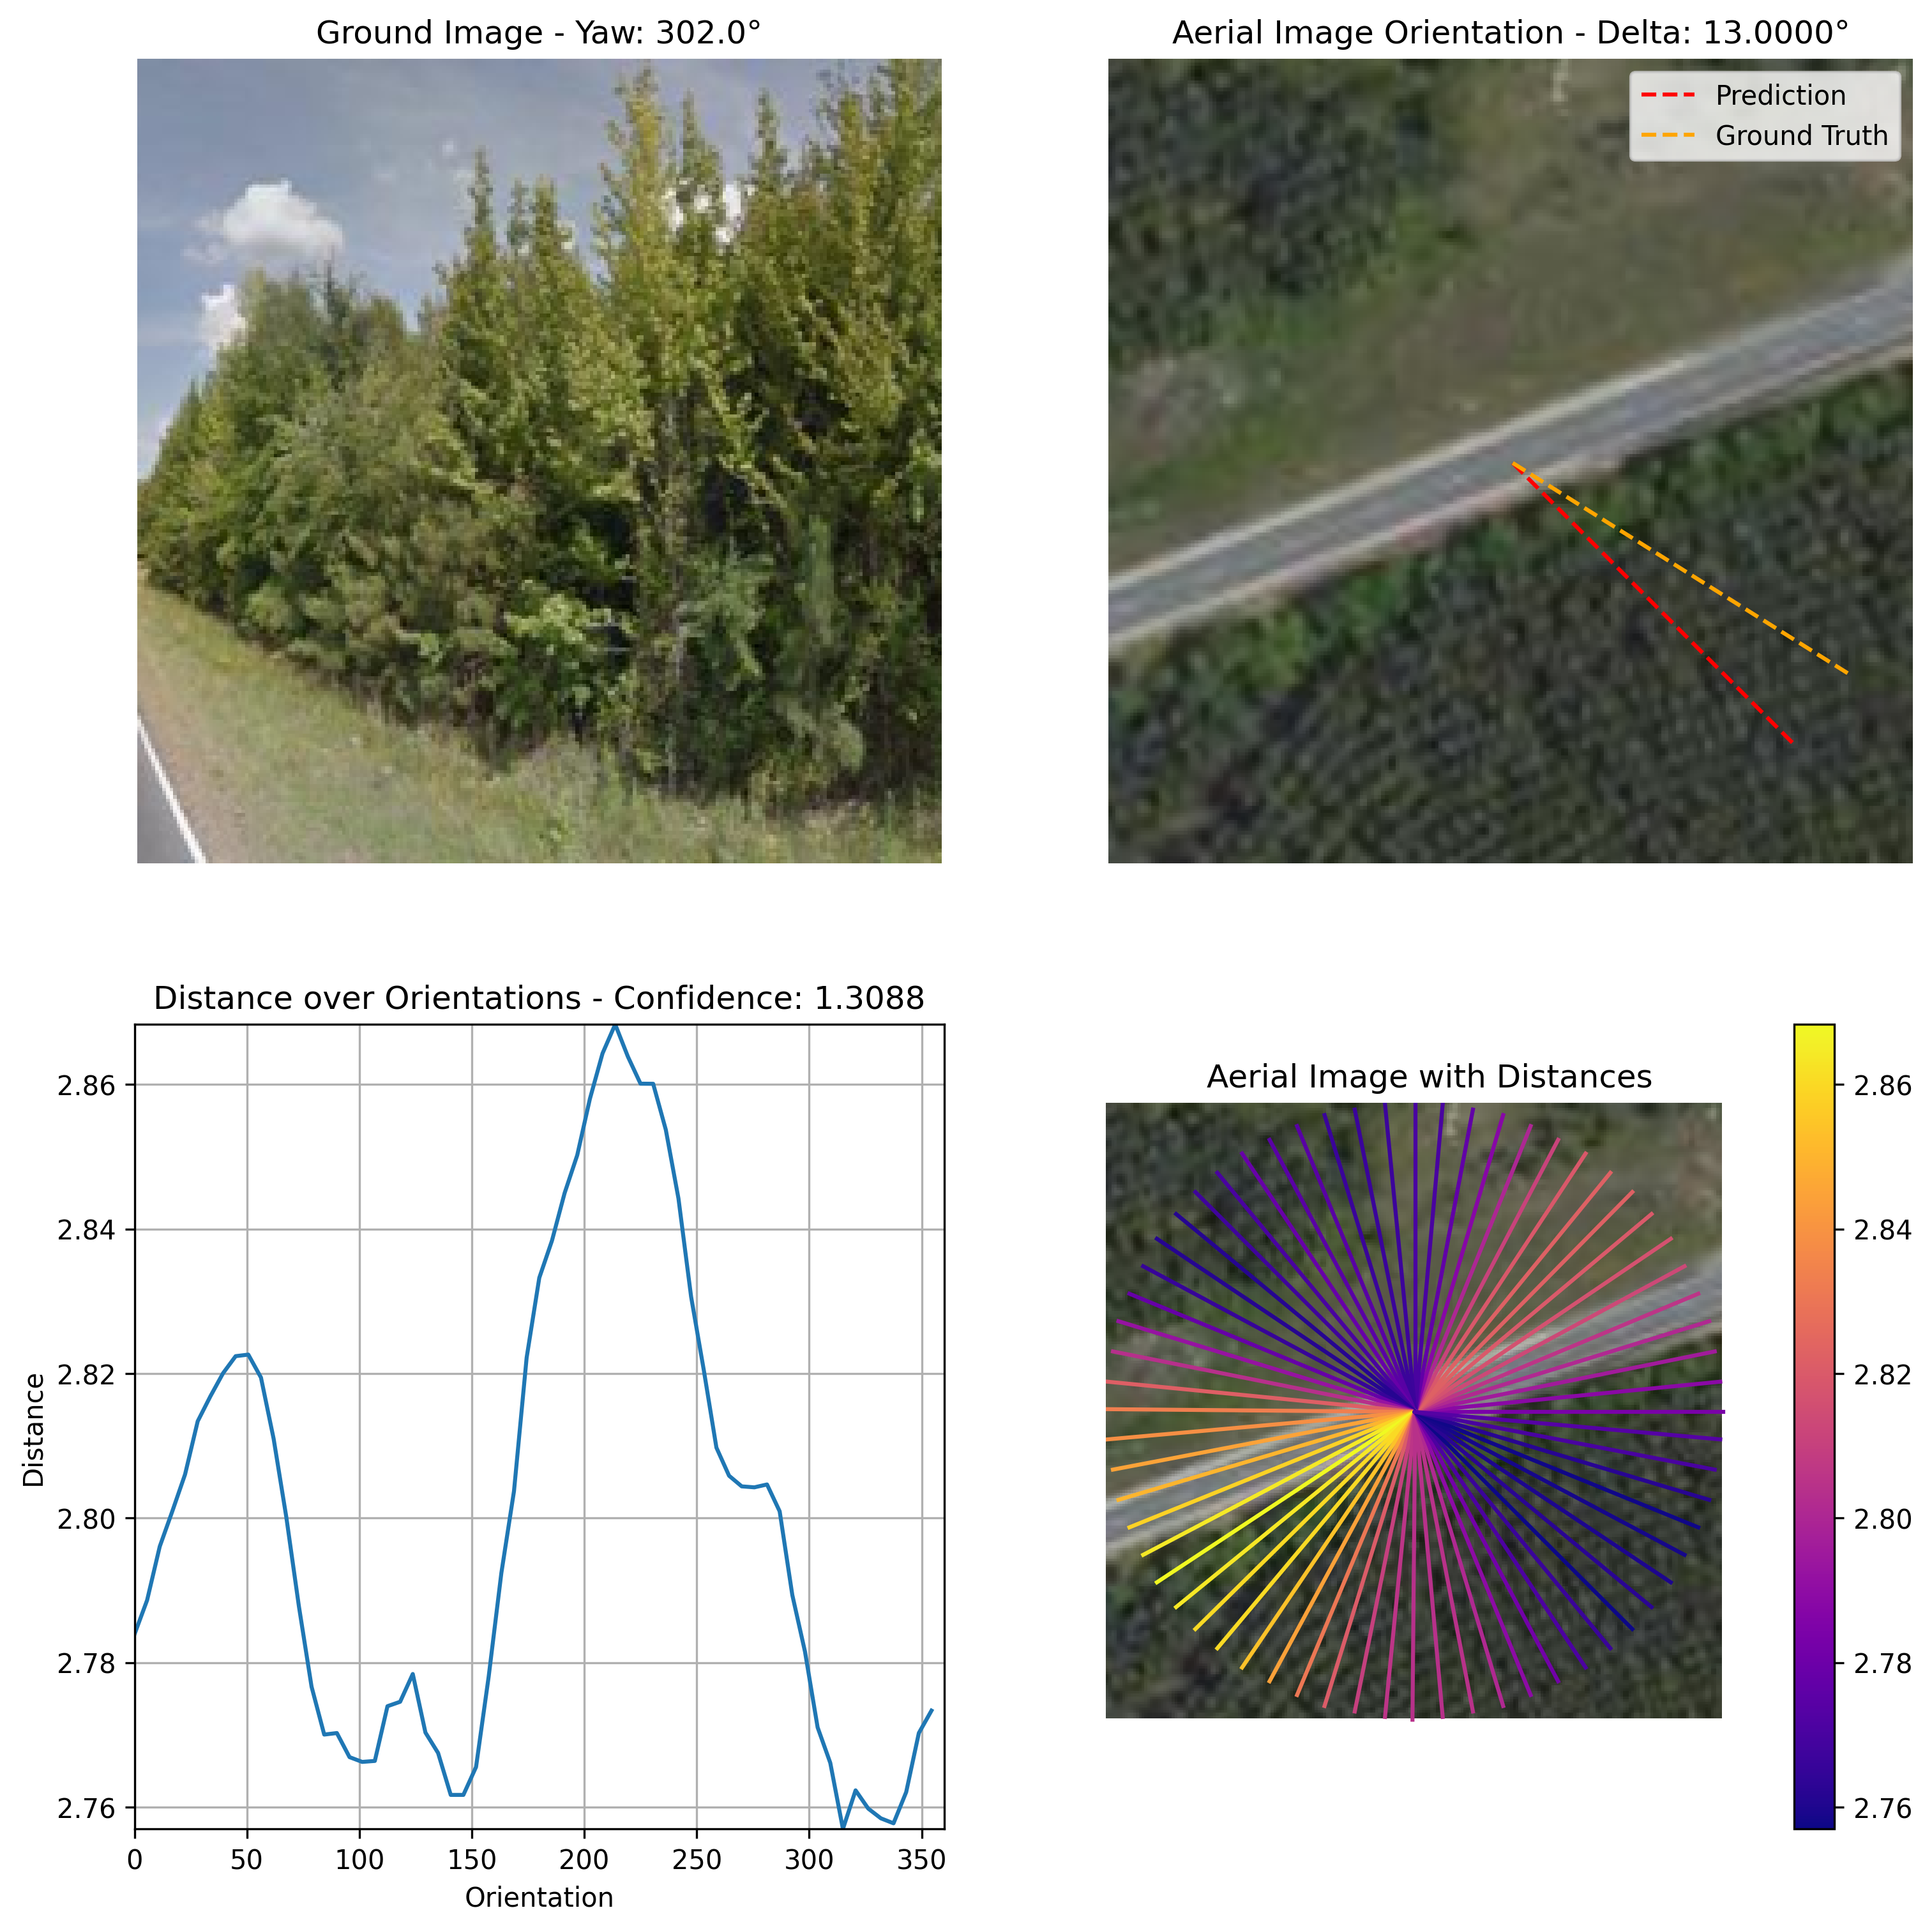 Ground Image - Yaw: 302.0°
Aerial Image Orientation - Delta: 13.0000°
Prediction
Ground Truth
Distance over Orientations - Confidence: 1.3088
2.86
2.84
2.82
2.80
2.78
2.76
Distance
0 50 100 150 200 250 300 350
Orientation
Aerial Image with Distances
2.86
2.84
2.82
2.80
2.78
2.76